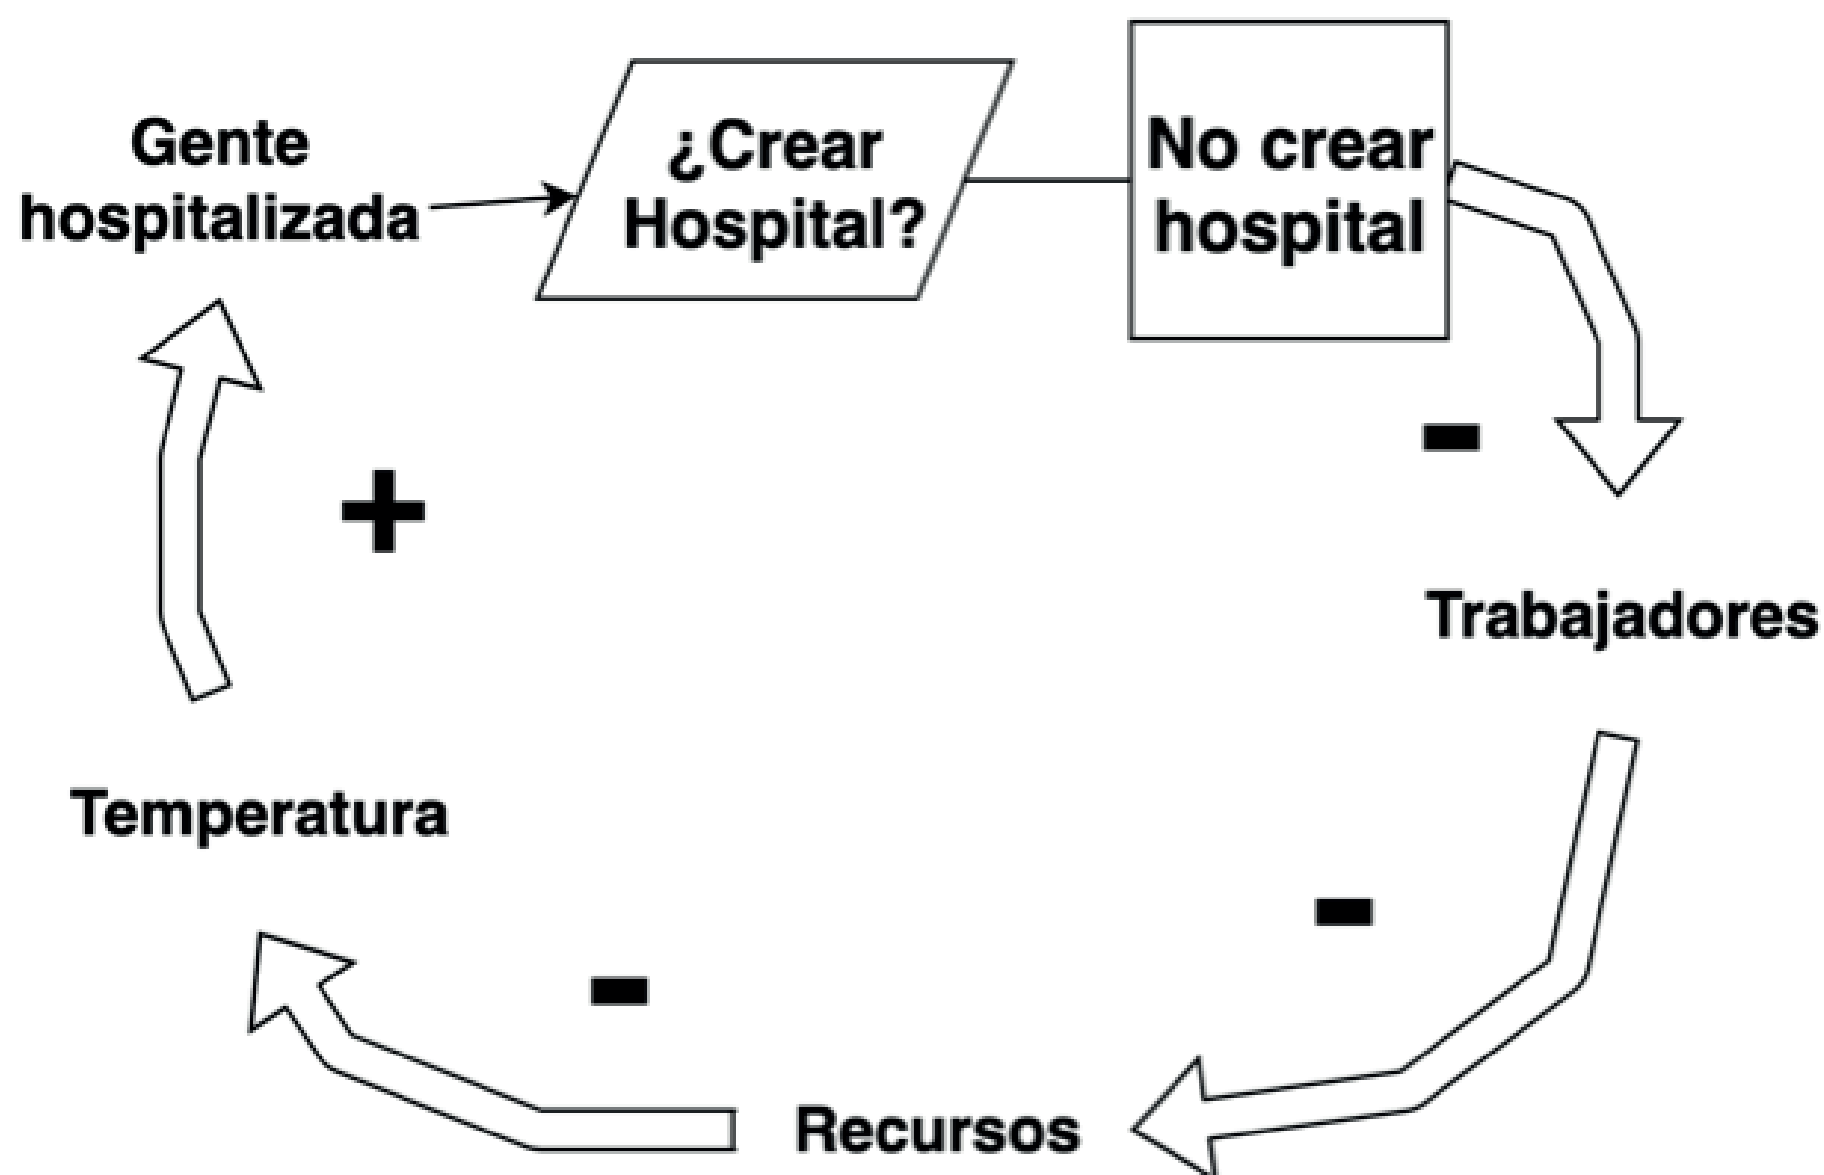 Gente
hospitalizada
¿Crear
Hospital?
No crear
hospital
-
Trabajadores
-
Recursos
-
Temperatura
+